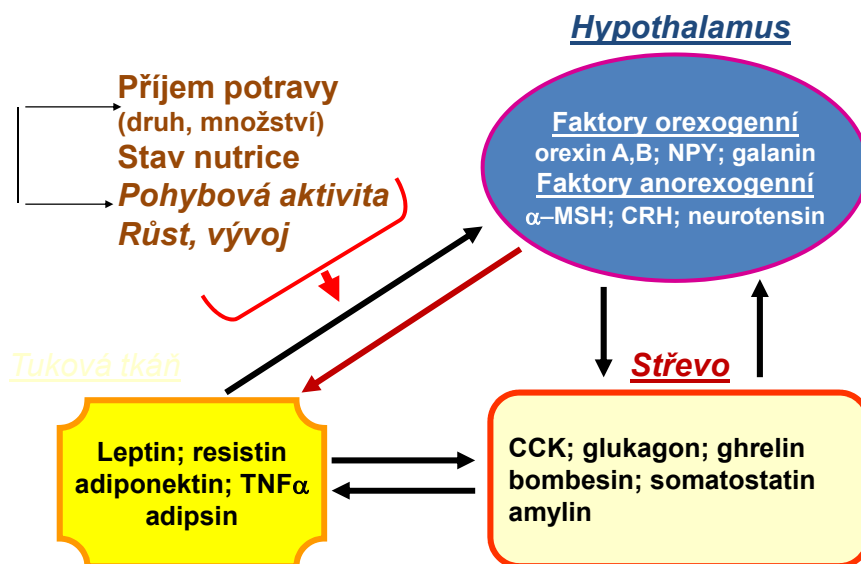 Hypothalamus
Příjem potravy
(druh, množství)
Stav nutrice
Pohybová aktivita
Růst, vývoj
Faktory orexogenní
orexin A,B; NPY; galanin
Faktory anorexogenní
α–MSH; CRH; neurotensin
Tuková tkáň
Střevo
Leptin; resistin
adiponektin; TNFα
adipsin
CCK; glukagon; ghrelin
bombesin; somatostatin
amylin